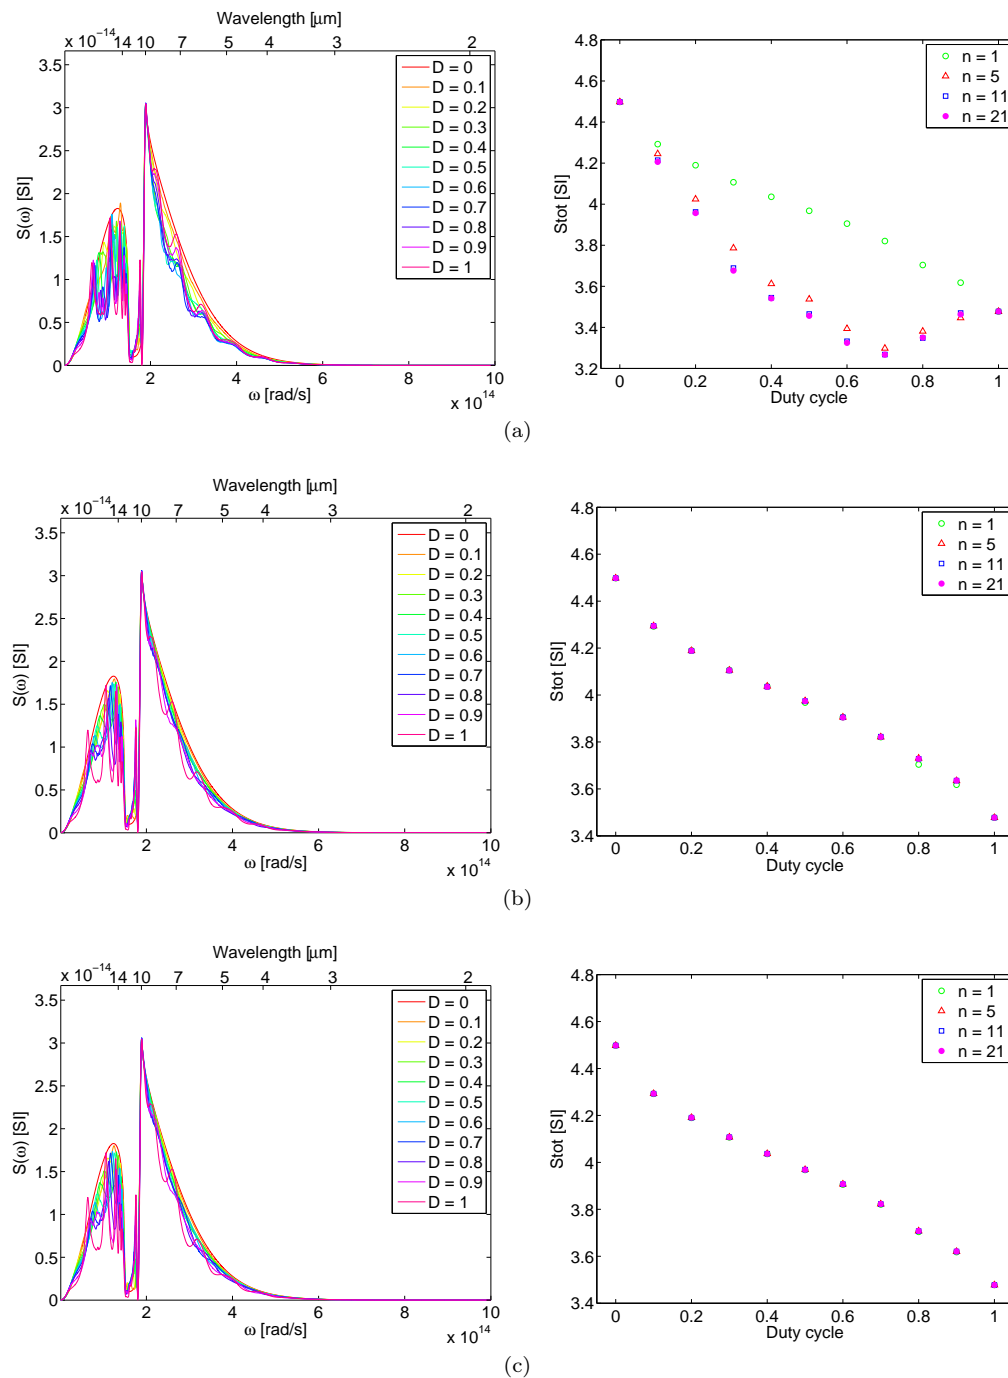 Wavelength [μm]
x 10⁻¹⁴ 14 10 7 5 4 3 2
3.5
3
2.5
2
1.5
1
0.5
0
S(ω) [SI]
D = 0
D = 0.1
D = 0.2
D = 0.3
D = 0.4
D = 0.5
D = 0.6
D = 0.7
D = 0.8
D = 0.9
D = 1
2 4 6 8 10
ω [rad/s]
x 10¹⁴
4.8
4.6
4.4
4.2
4
3.8
3.6
3.4
3.2
Stot [SI]
n = 1
n = 5
n = 11
n = 21
0 0.2 0.4 0.6 0.8 1
Duty cycle
(a)
Wavelength [μm]
x 10⁻¹⁴ 14 10 7 5 4 3 2
3.5
3
2.5
2
1.5
1
0.5
0
S(ω) [SI]
D = 0
D = 0.1
D = 0.2
D = 0.3
D = 0.4
D = 0.5
D = 0.6
D = 0.7
D = 0.8
D = 0.9
D = 1
2 4 6 8 10
ω [rad/s]
x 10¹⁴
4.8
4.6
4.4
4.2
4
3.8
3.6
3.4
Stot [SI]
n = 1
n = 5
n = 11
n = 21
0 0.2 0.4 0.6 0.8 1
Duty cycle
(b)
Wavelength [μm]
x 10⁻¹⁴ 14 10 7 5 4 3 2
3.5
3
2.5
2
1.5
1
0.5
0
S(ω) [SI]
D = 0
D = 0.1
D = 0.2
D = 0.3
D = 0.4
D = 0.5
D = 0.6
D = 0.7
D = 0.8
D = 0.9
D = 1
2 4 6 8 10
ω [rad/s]
x 10¹⁴
4.8
4.6
4.4
4.2
4
3.8
3.6
3.4
Stot [SI]
n = 1
n = 5
n = 11
n = 21
0 0.2 0.4 0.6 0.8 1
Duty cycle
(c)